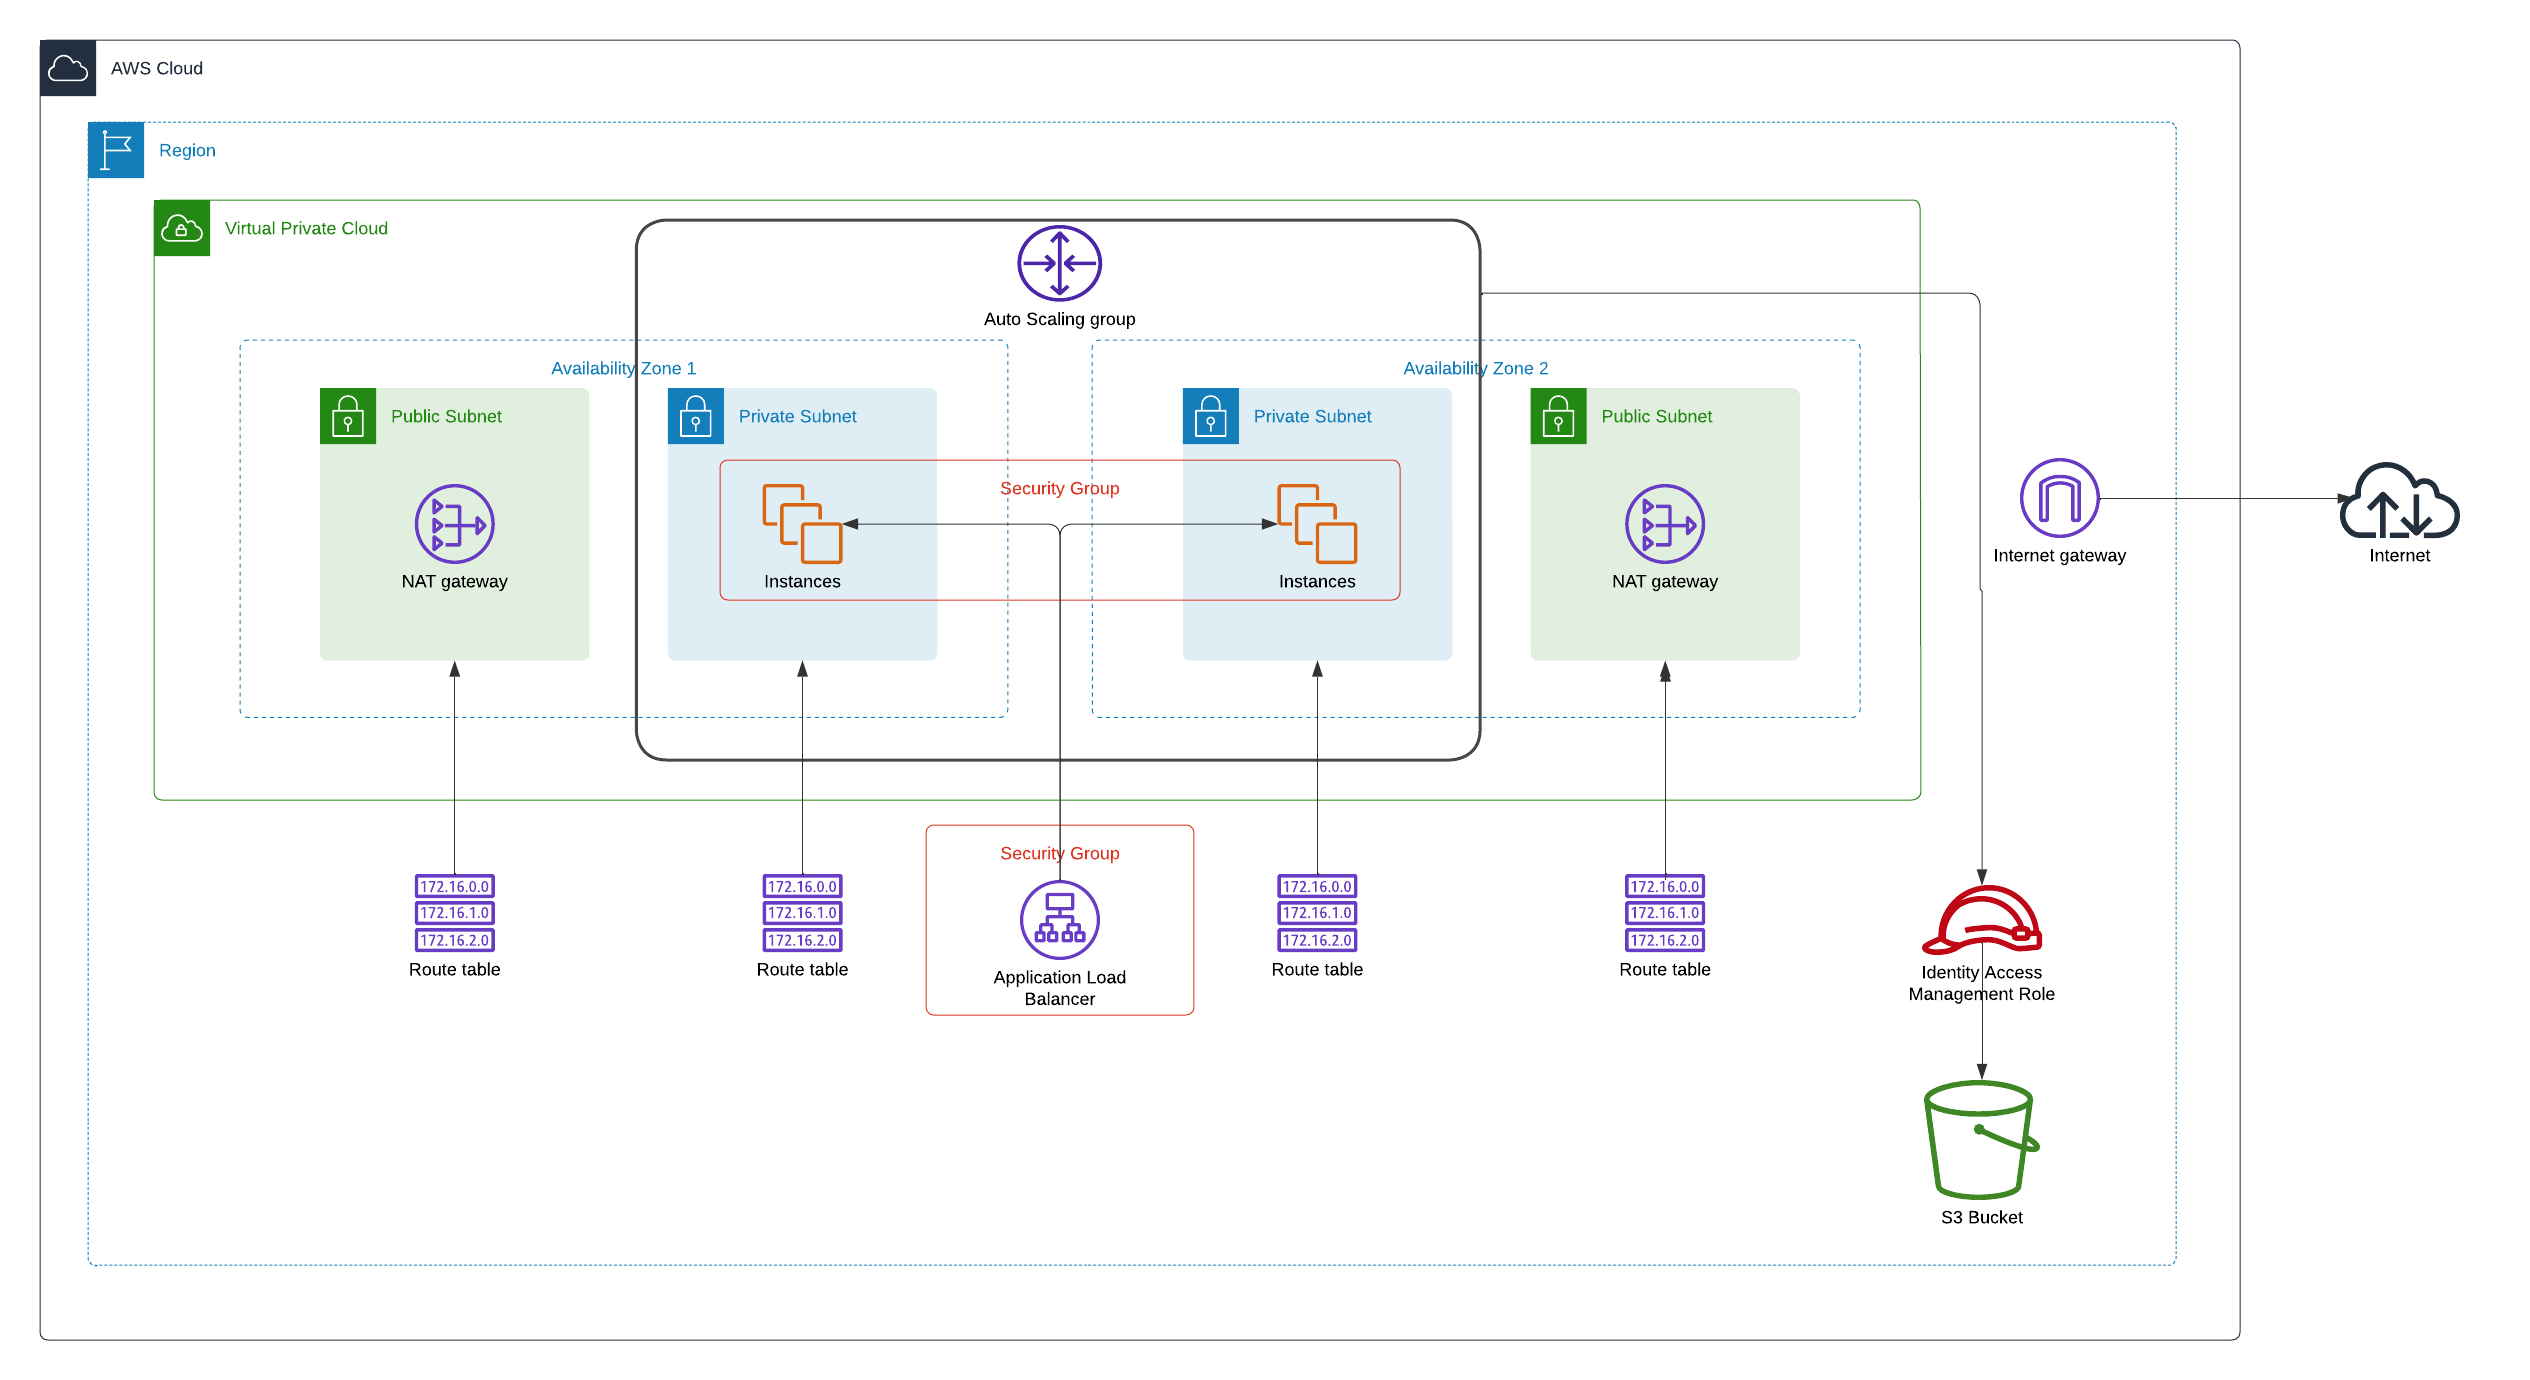 AWS Cloud
Region
Virtual Private Cloud
Auto Scaling group
Availability Zone 1
Availability Zone 2
Public Subnet
Private Subnet
Private Subnet
Public Subnet
Security Group
NAT gateway
Instances
Instances
NAT gateway
Internet gateway
Internet
Security Group
172.16.0.0
172.16.1.0
172.16.2.0
Route table
172.16.0.0
172.16.1.0
172.16.2.0
Route table
Application Load
Balancer
172.16.0.0
172.16.1.0
172.16.2.0
Route table
172.16.0.0
172.16.1.0
172.16.2.0
Route table
Identity Access
Management Role
S3 Bucket